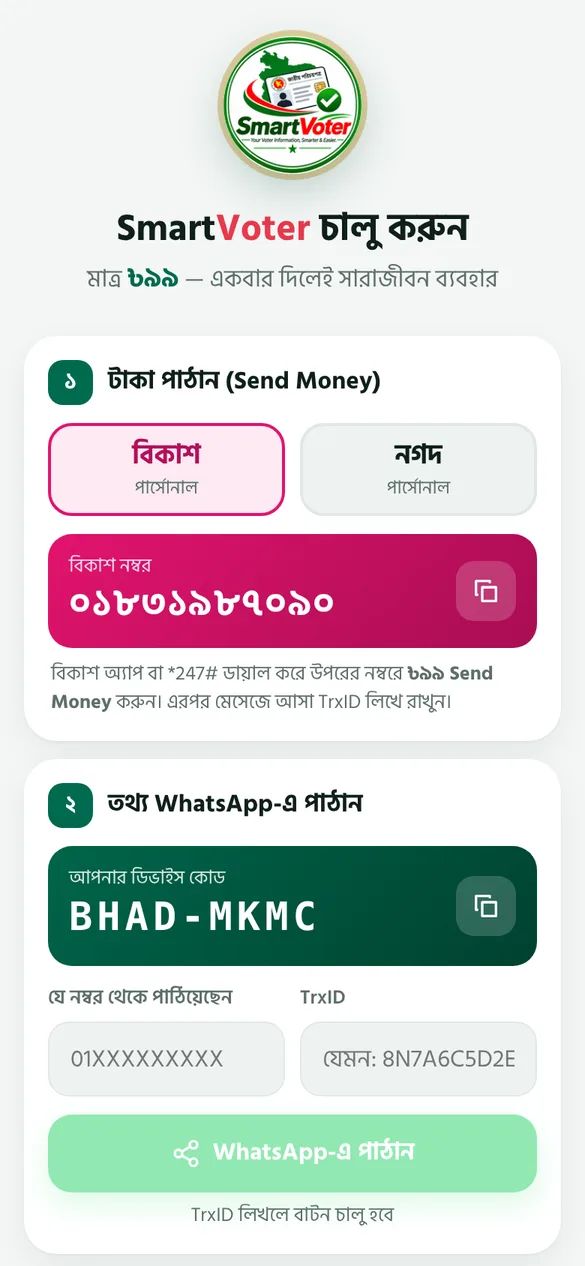 জাতীয় পরিচয়পত্র
SmartVoter
Your Voter Information, Smarter & Easier.
SmartVoter চালু করুন
মাত্র ৳৯৯ — একবার দিলেই সারাজীবন ব্যবহার
১ টাকা পাঠান (Send Money)
বিকাশ
পার্সোনাল
নগদ
পার্সোনাল
বিকাশ নম্বর
০১৮৩১৯৮৭০৯০
বিকাশ অ্যাপ বা *247# ডায়াল করে উপরের নম্বরে ৳৯৯ Send
Money করুন। এরপর মেসেজে আসা TrxID লিখে রাখুন।
২ তথ্য WhatsApp-এ পাঠান
আপনার ডিভাইস কোড
BHAD-MKMC
যে নম্বর থেকে পাঠিয়েছেন
01XXXXXXXXX
TrxID
যেমন: 8N7A6C5D2E
WhatsApp-এ পাঠান
TrxID লিখলে বাটন চালু হবে